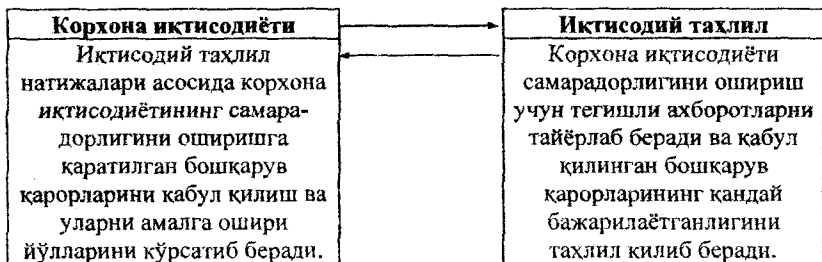 Корхона иқтисодиёти
Иқтисодий таҳлил
натижалари асосида корхона
иқтисодиётининг самара-
дорлигини оширишга
қаратилган бошқарув
қарорларини қабул қилиш ва
уларни амалга ошири
йўлларини кўрсатиб беради.
Иқтисодий таҳлил
Корхона иқтисодиёти
самарадорлигини ошириш
учун тегишли ахборотларни
тайёрлаб беради ва қабул
қилинган бошқарув
қарорларининг қандай
бажарилаётганлигини
таҳлил қилиб беради.